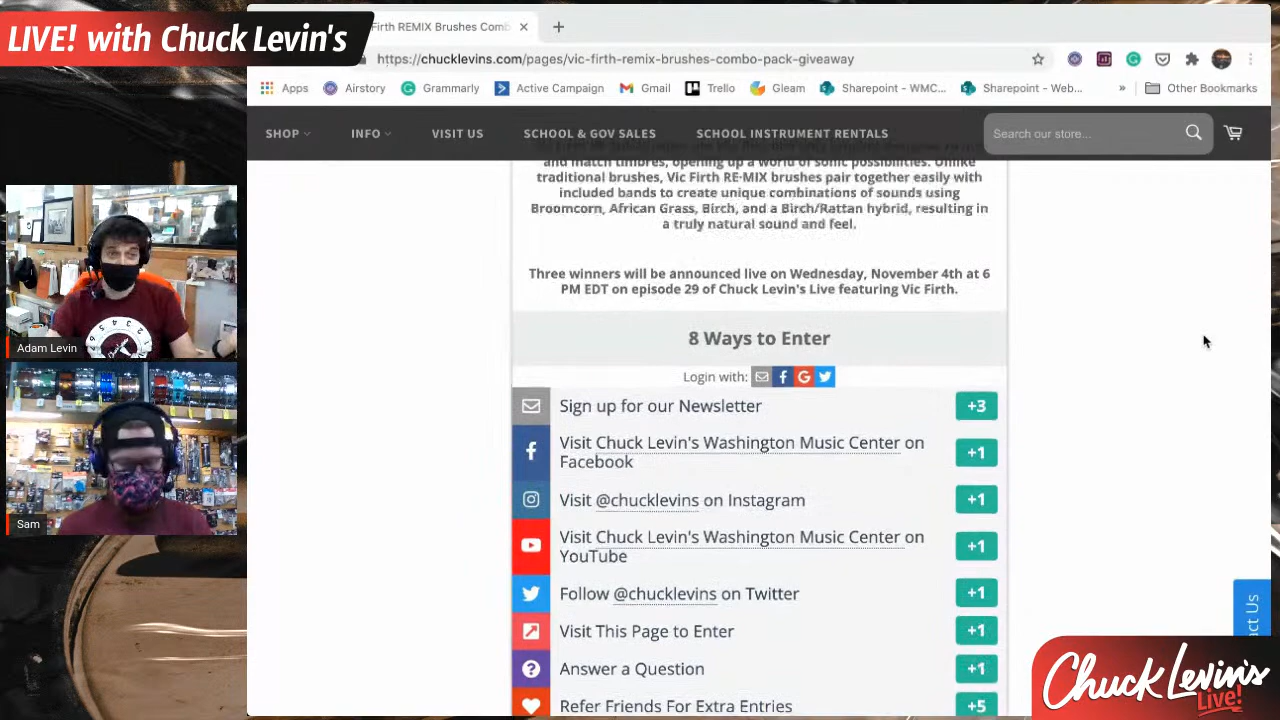 LIVE! with Chuck Levin's
Firth REMIX Brushes Comb
https://chucklevins.com/pages/vic-firth-remix-brushes-combo-pack-giveaway
Apps
Airstory
Grammarly
Active Campaign
Gmail
Trello
Gleam
Sharepoint - WMC...
Sharepoint - Web...
»
Other Bookmarks
SHOP
INFO
VISIT US
SCHOOL & GOV SALES
SCHOOL INSTRUMENT RENTALS
Search our store...
and match timbres, opening up a world of sonic possibilities. Unlike
traditional brushes, Vic Firth RE·MIX brushes pair together easily with
included bands to create unique combinations of sounds using
Broomcorn, African Grass, Birch, and a Birch/Rattan hybrid, resulting in
a truly natural sound and feel.
Three winners will be announced live on Wednesday, November 4th at 6
PM EDT on episode 29 of Chuck Levin's Live featuring Vic Firth.
8 Ways to Enter
Login with:
Sign up for our Newsletter
+3
Visit Chuck Levin's Washington Music Center on
Facebook
+1
Visit @chucklevins on Instagram
+1
Visit Chuck Levin's Washington Music Center on
YouTube
+1
Follow @chucklevins on Twitter
+1
Visit This Page to Enter
+1
Answer a Question
+1
Refer Friends For Extra Entries
+5
Adam Levin
Sam
ct Us
Chuck Levin's
Live!